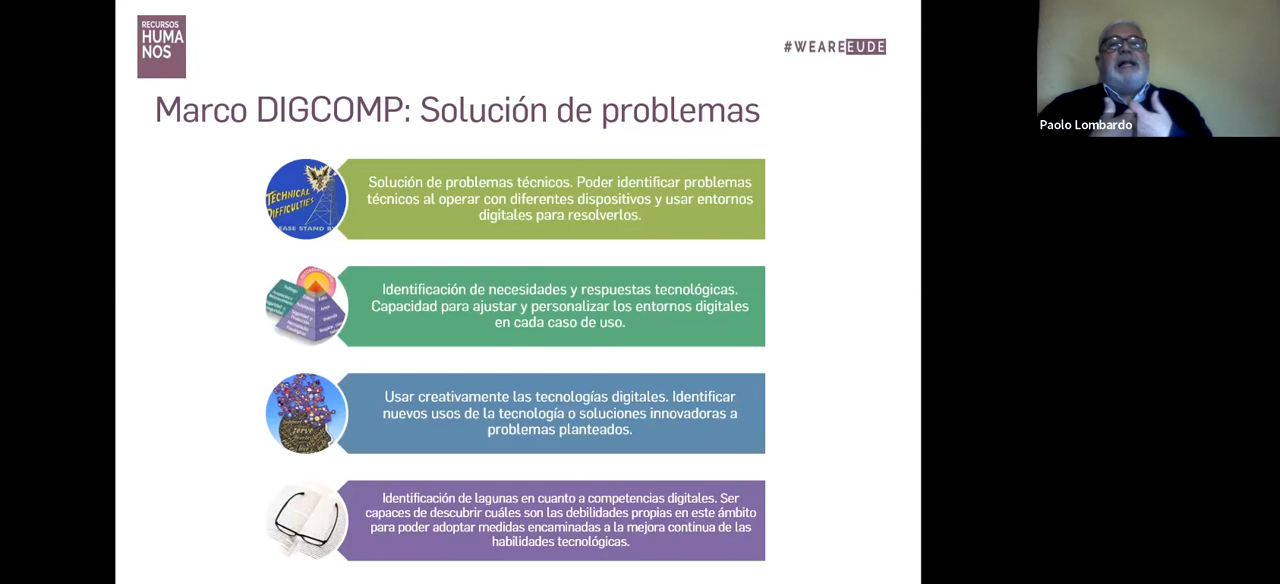 RECURSOS
HUMA
NOS
#WEAREEUDE
Marco DIGCOMP: Solución de problemas
TECHNICAL
DIFFICULTIES
EASE STAND B
Solución de problemas técnicos. Poder identificar problemas
técnicos al operar con diferentes dispositivos y usar entornos
digitales para resolverlos.
Identificación de necesidades y respuestas tecnológicas.
Capacidad para ajustar y personalizar los entornos digitales
en cada caso de uso.
Usar creativamente las tecnologías digitales. Identificar
nuevos usos de la tecnología o soluciones innovadoras a
problemas planteados.
Identificación de lagunas en cuanto a competencias digitales. Ser
capaces de descubrir cuáles son las debilidades propias en este ámbito
para poder adoptar medidas encaminadas a la mejora continua de las
habilidades tecnológicas.
Paolo Lombardo